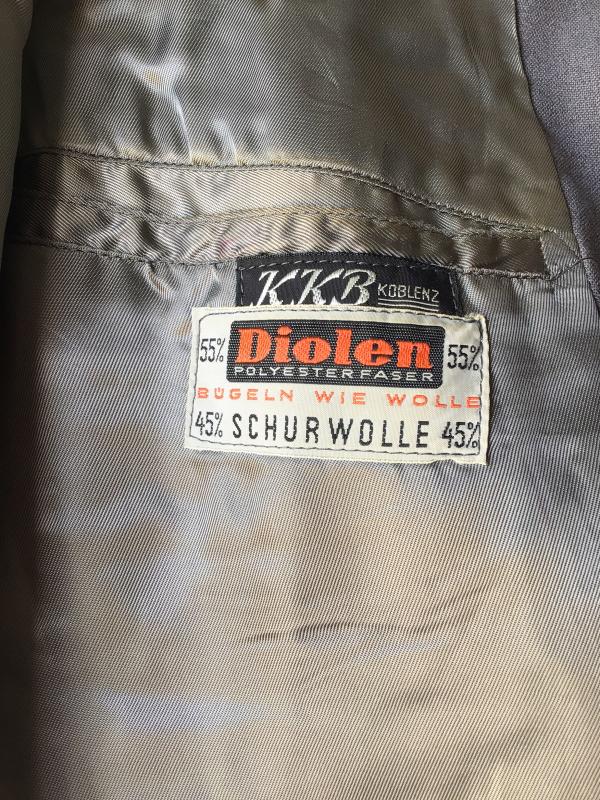 KKB KOBLENZ
55% Diolen 55%
POLYESTERFASER
BÜGELN WIE WOLLE
45% SCHURWOLLE 45%